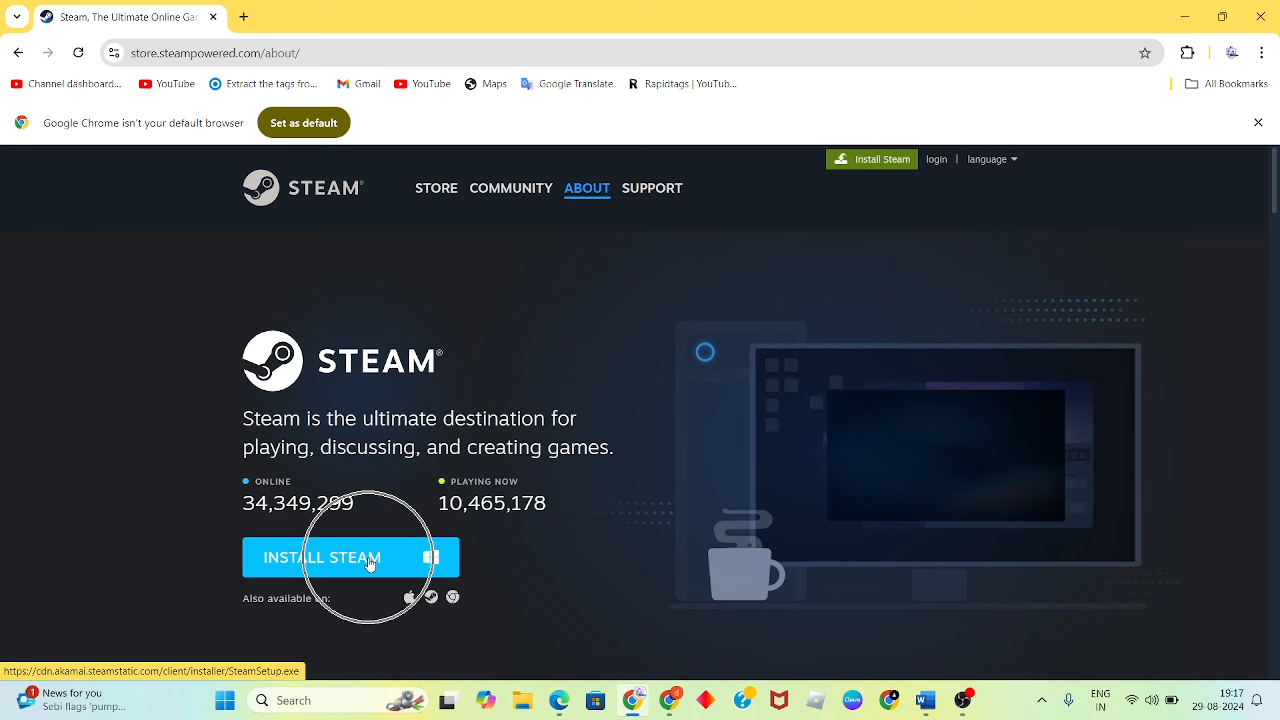 Steam, The Ultimate Online Gar
store.steampowered.com/about/
Channel dashboard... YouTube Extract the tags fro... Gmail YouTube Maps Google Translate Rapidtags | YouTub... All Bookmarks
Google Chrome isn't your default browser Set as default
Install Steam login | language
STEAM® STORE COMMUNITY ABOUT SUPPORT
STEAM®
Steam is the ultimate destination for
playing, discussing, and creating games.
ONLINE PLAYING NOW
34,349,299 10,465,178
INSTALL STEAM
Also available on:
https://cdn.akamai.steamstatic.com/client/installer/SteamSetup.exe
1 News for you
Sebi flags 'pump...
Search
Canva
ENG
IN
19:17
29-08-2024